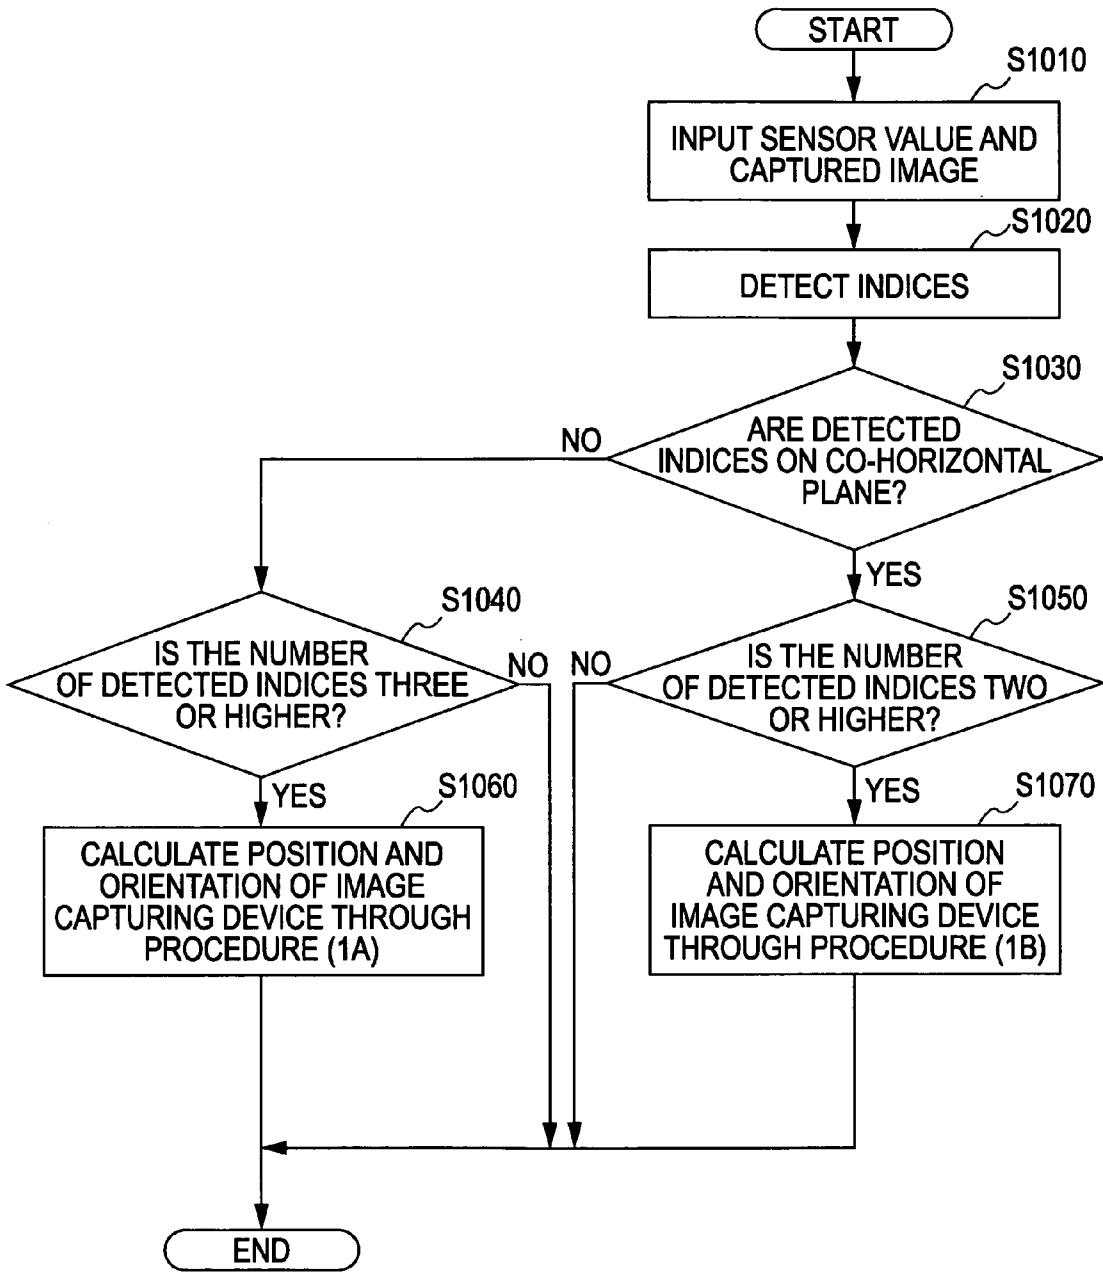 START
S1010
INPUT SENSOR VALUE AND
CAPTURED IMAGE
S1020
DETECT INDICES
S1030
ARE DETECTED
INDICES ON CO-HORIZONTAL
PLANE?
NO
YES
S1040
IS THE NUMBER
OF DETECTED INDICES THREE
OR HIGHER?
NO
YES
S1050
IS THE NUMBER
OF DETECTED INDICES TWO
OR HIGHER?
NO
YES
S1060
CALCULATE POSITION AND
ORIENTATION OF IMAGE
CAPTURING DEVICE THROUGH
PROCEDURE (1A)
S1070
CALCULATE POSITION
AND ORIENTATION OF
IMAGE CAPTURING DEVICE
THROUGH PROCEDURE (1B)
END